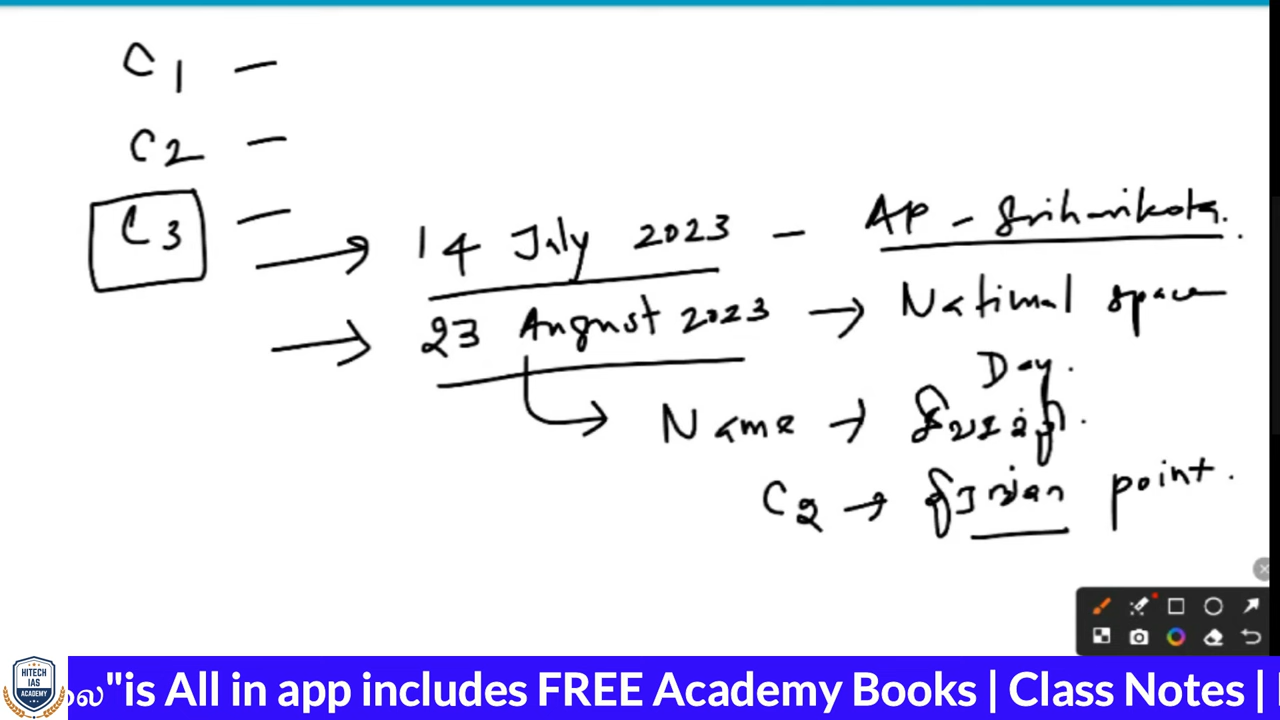 C1 –
C2 –
C3 –
→ 14 July 2023 – AP – Sriharikota.
→ 23 August 2023 → National space
Day.
Name → சிவசக்தி.
C2 → point.
HITECH
IAS
ACADEMY
லை"is All in app includes FREE Academy Books | Class Notes |